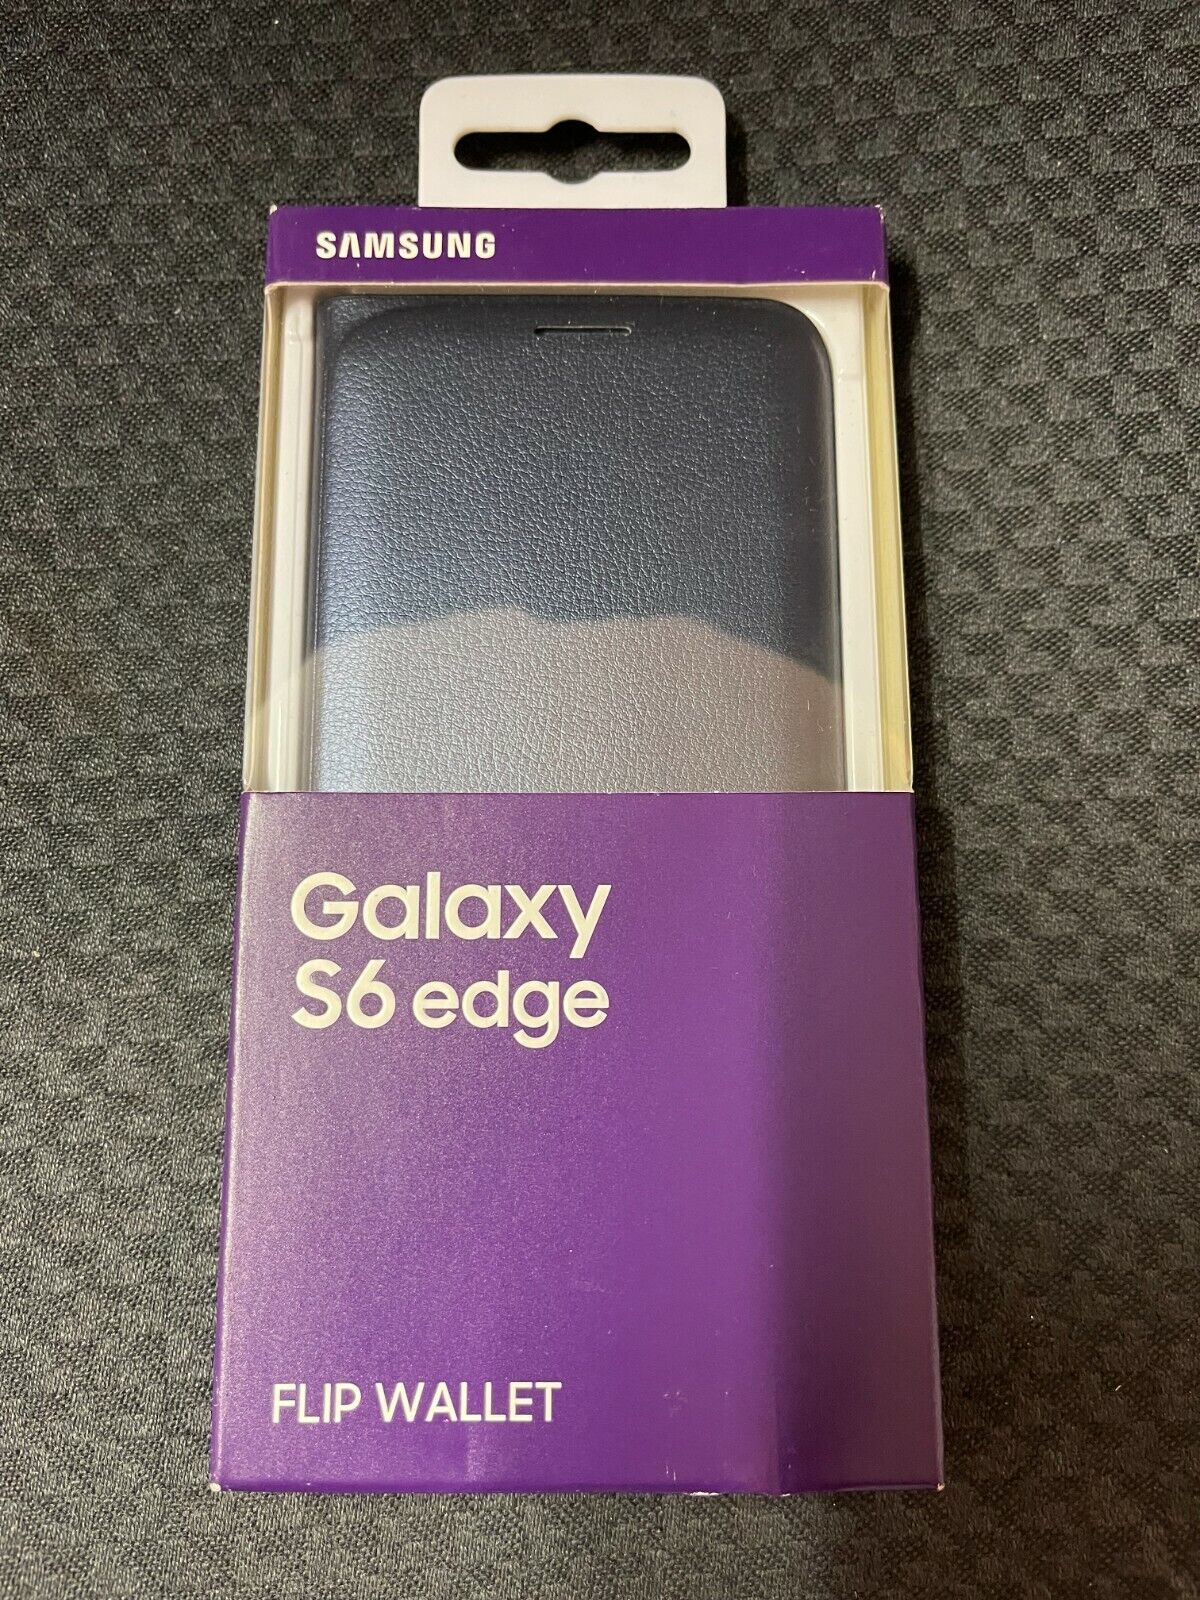 SAMSUNG
Galaxy
S6 edge
FLIP WALLET